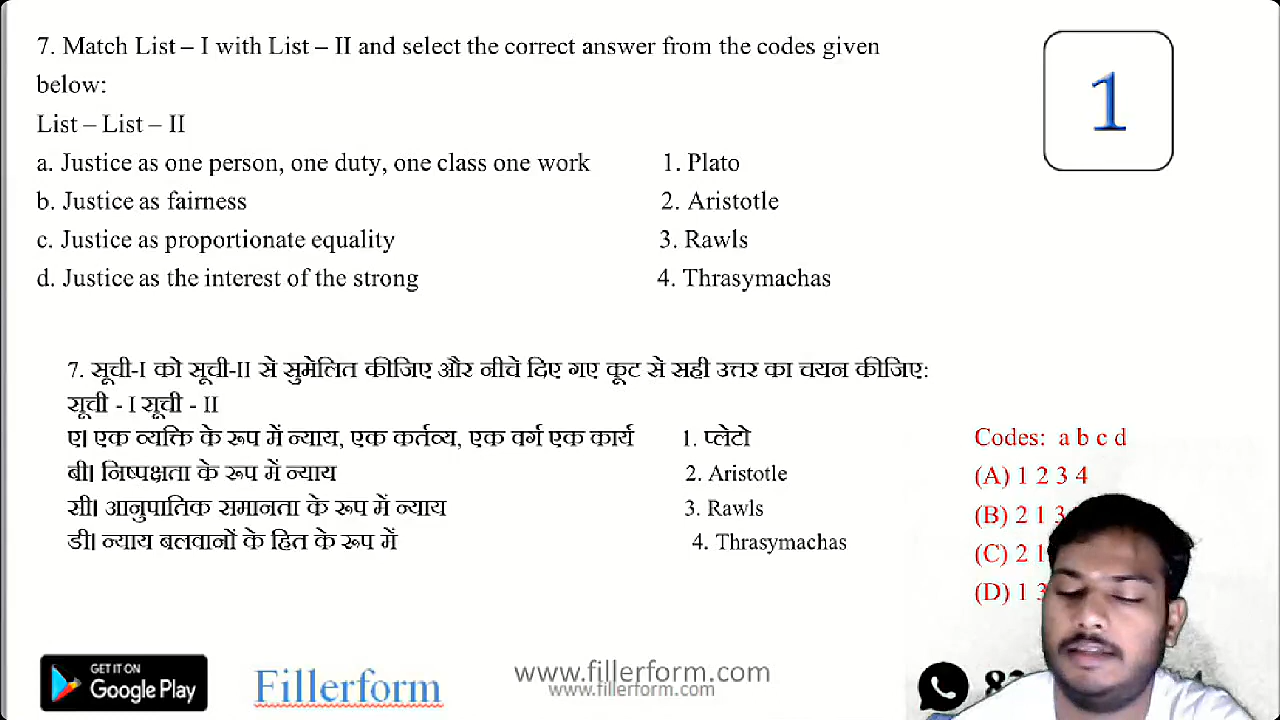 7. Match List – I with List – II and select the correct answer from the codes given
below:
List – List – II
a. Justice as one person, one duty, one class one work 1. Plato
b. Justice as fairness 2. Aristotle
c. Justice as proportionate equality 3. Rawls
d. Justice as the interest of the strong 4. Thrasymachas
1
7. सूची-I को सूची-II से सुमेलित कीजिए और नीचे दिए गए कूट से सही उत्तर का चयन कीजिए:
सूची - I सूची - II
ए। एक व्यक्ति के रूप में न्याय, एक कर्तव्य, एक वर्ग एक कार्य 1. प्लेटो
बी। निष्पक्षता के रूप में न्याय 2. Aristotle
सी। आनुपातिक समानता के रूप में न्याय 3. Rawls
डी। न्याय बलवानों के हित के रूप में 4. Thrasymachas
Codes: a b c d
(A) 1 2 3 4
(B) 2 1 3
(C) 2 1
(D) 1 3
GET IT ON
Google Play
Fillerform
www.fillerform.com
www.fillerform.com